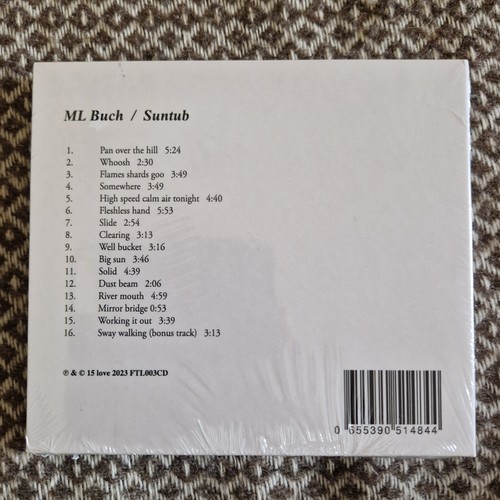 ML Buch / Suntub
1. Pan over the hill 5:24
2. Whoosh 2:30
3. Flames shards goo 3:49
4. Somewhere 3:49
5. High speed calm air tonight 4:40
6. Fleshless hand 5:53
7. Slide 2:54
8. Clearing 3:13
9. Well bucket 3:16
10. Big sun 3:46
11. Solid 4:39
12. Dust beam 2:06
13. River mouth 4:59
14. Mirror bridge 0:53
15. Working it out 3:39
16. Sway walking (bonus track) 3:13
℗ & © 15 love 2023 FTL003CD
0 655390 514844